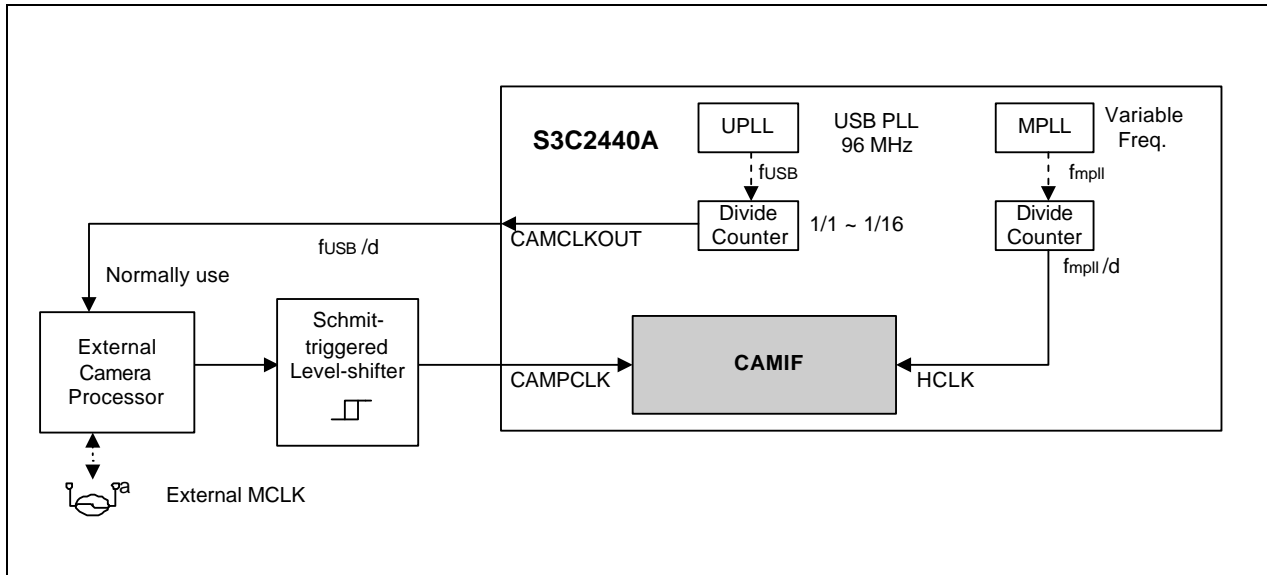 S3C2440A
UPLL
USB PLL
96 MHz
MPLL
Variable
Freq.
fUSB
fmpll
Divide
Counter
1/1 ~ 1/16
Divide
Counter
CAMCLKOUT
fUSB /d
fmpll /d
Normally use
External
Camera
Processor
Schmit-
triggered
Level-shifter
CAMPCLK
CAMIF
HCLK
a
External MCLK